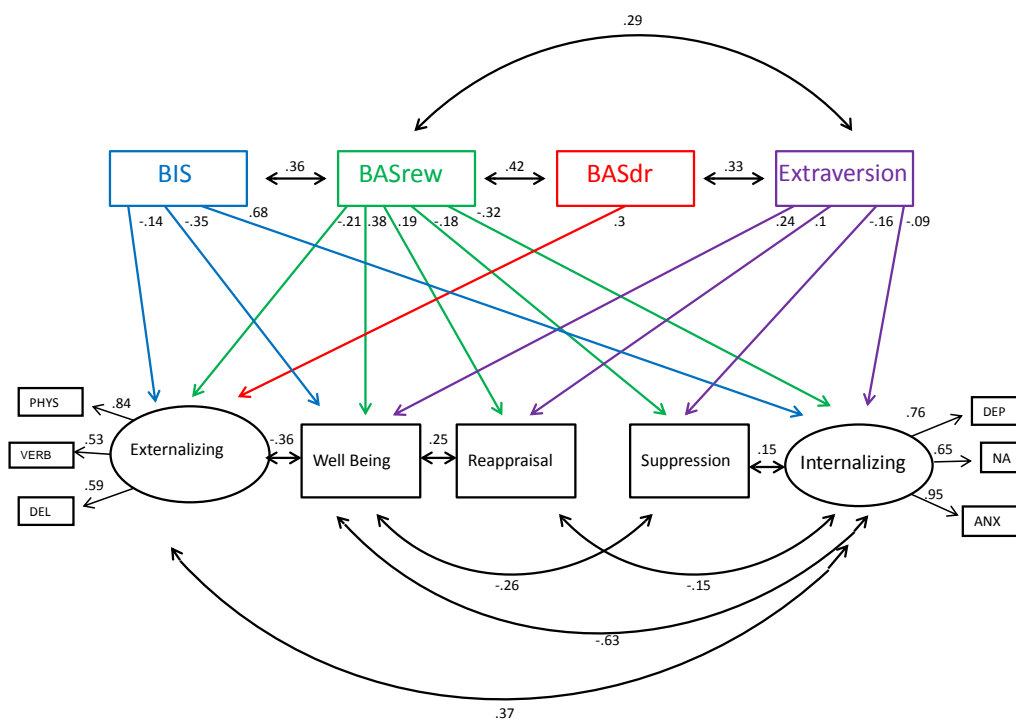 .29
BIS
.36
BASrew
.42
BASdr
.33
Extraversion
-.14
-.35
.68
-.21
.38
.19
-.18
-.32
.3
.24
.1
-.16
-.09
PHYS
.84
VERB
.53
DEL
.59
Externalizing
-.36
Well Being
.25
Reappraisal
Suppression
.15
Internalizing
.76
DEP
.65
NA
.95
ANX
-.26
-.15
-.63
.37